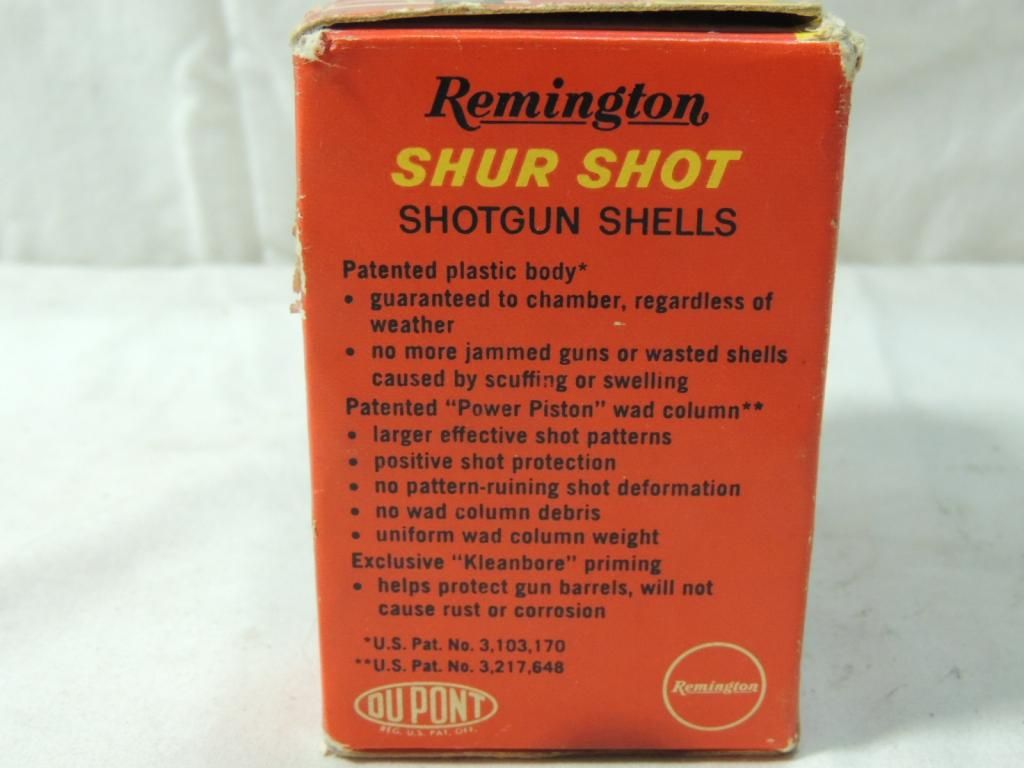 Remington
SHUR SHOT
SHOTGUN SHELLS
Patented plastic body*
• guaranteed to chamber, regardless of
weather
• no more jammed guns or wasted shells
caused by scuffing or swelling
Patented "Power Piston" wad column**
• larger effective shot patterns
• positive shot protection
• no pattern-ruining shot deformation
• no wad column debris
• uniform wad column weight
Exclusive "Kleanbore" priming
• helps protect gun barrels, will not
cause rust or corrosion
*U.S. Pat. No. 3,103,170
**U.S. Pat. No. 3,217,648
DU PONT
REG. U.S. PAT. OFF.
Remington